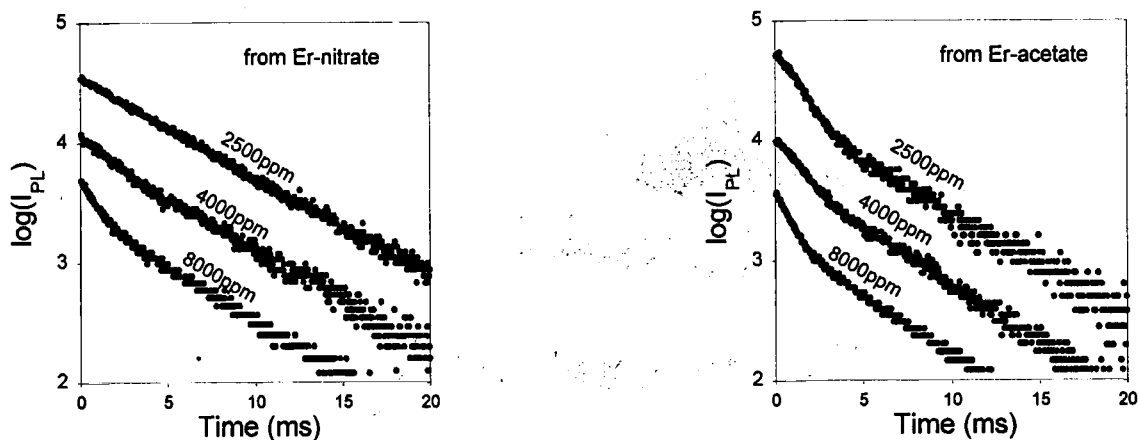 5
4
3
2
log(I_PL)
from Er-nitrate
2500ppm
4000ppm
8000ppm
0
5
10
15
20
Time (ms)
5
4
3
2
log(I_PL)
from Er-acetate
2500ppm
4000ppm
8000ppm
0
5
10
15
20
Time (ms)